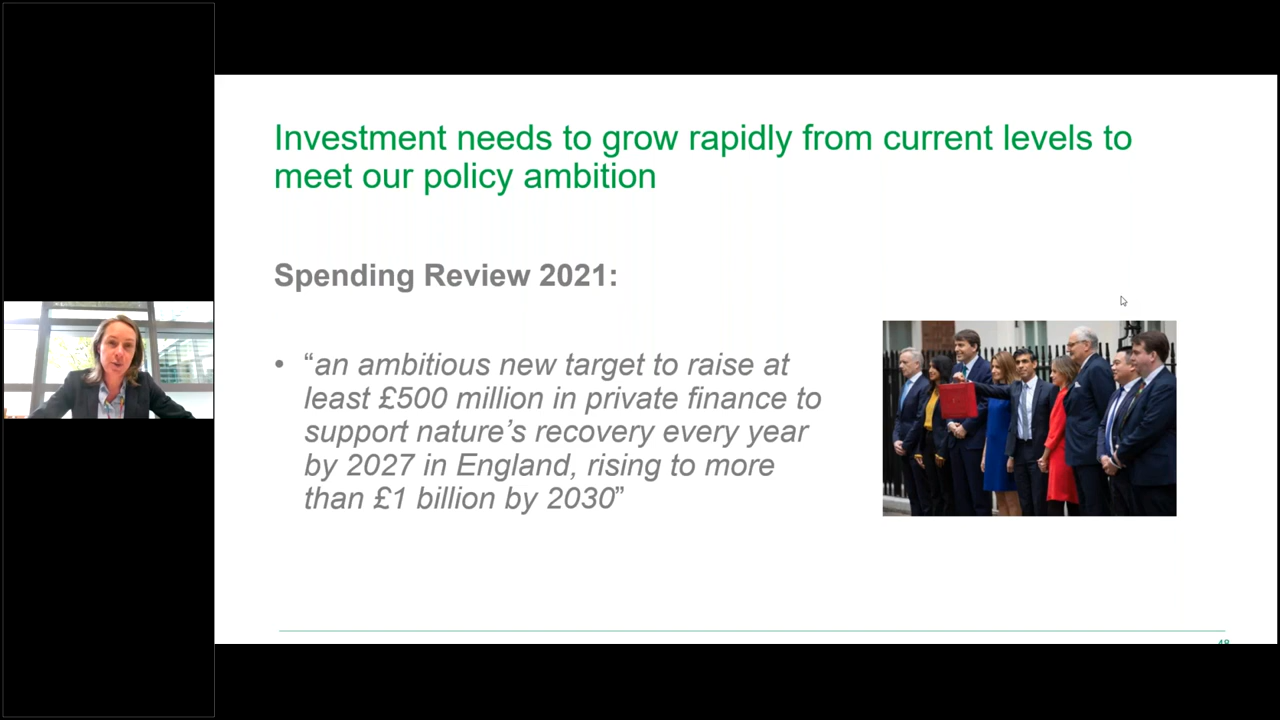 Investment needs to grow rapidly from current levels to
meet our policy ambition
Spending Review 2021:
• “an ambitious new target to raise at
least £500 million in private finance to
support nature’s recovery every year
by 2027 in England, rising to more
than £1 billion by 2030”